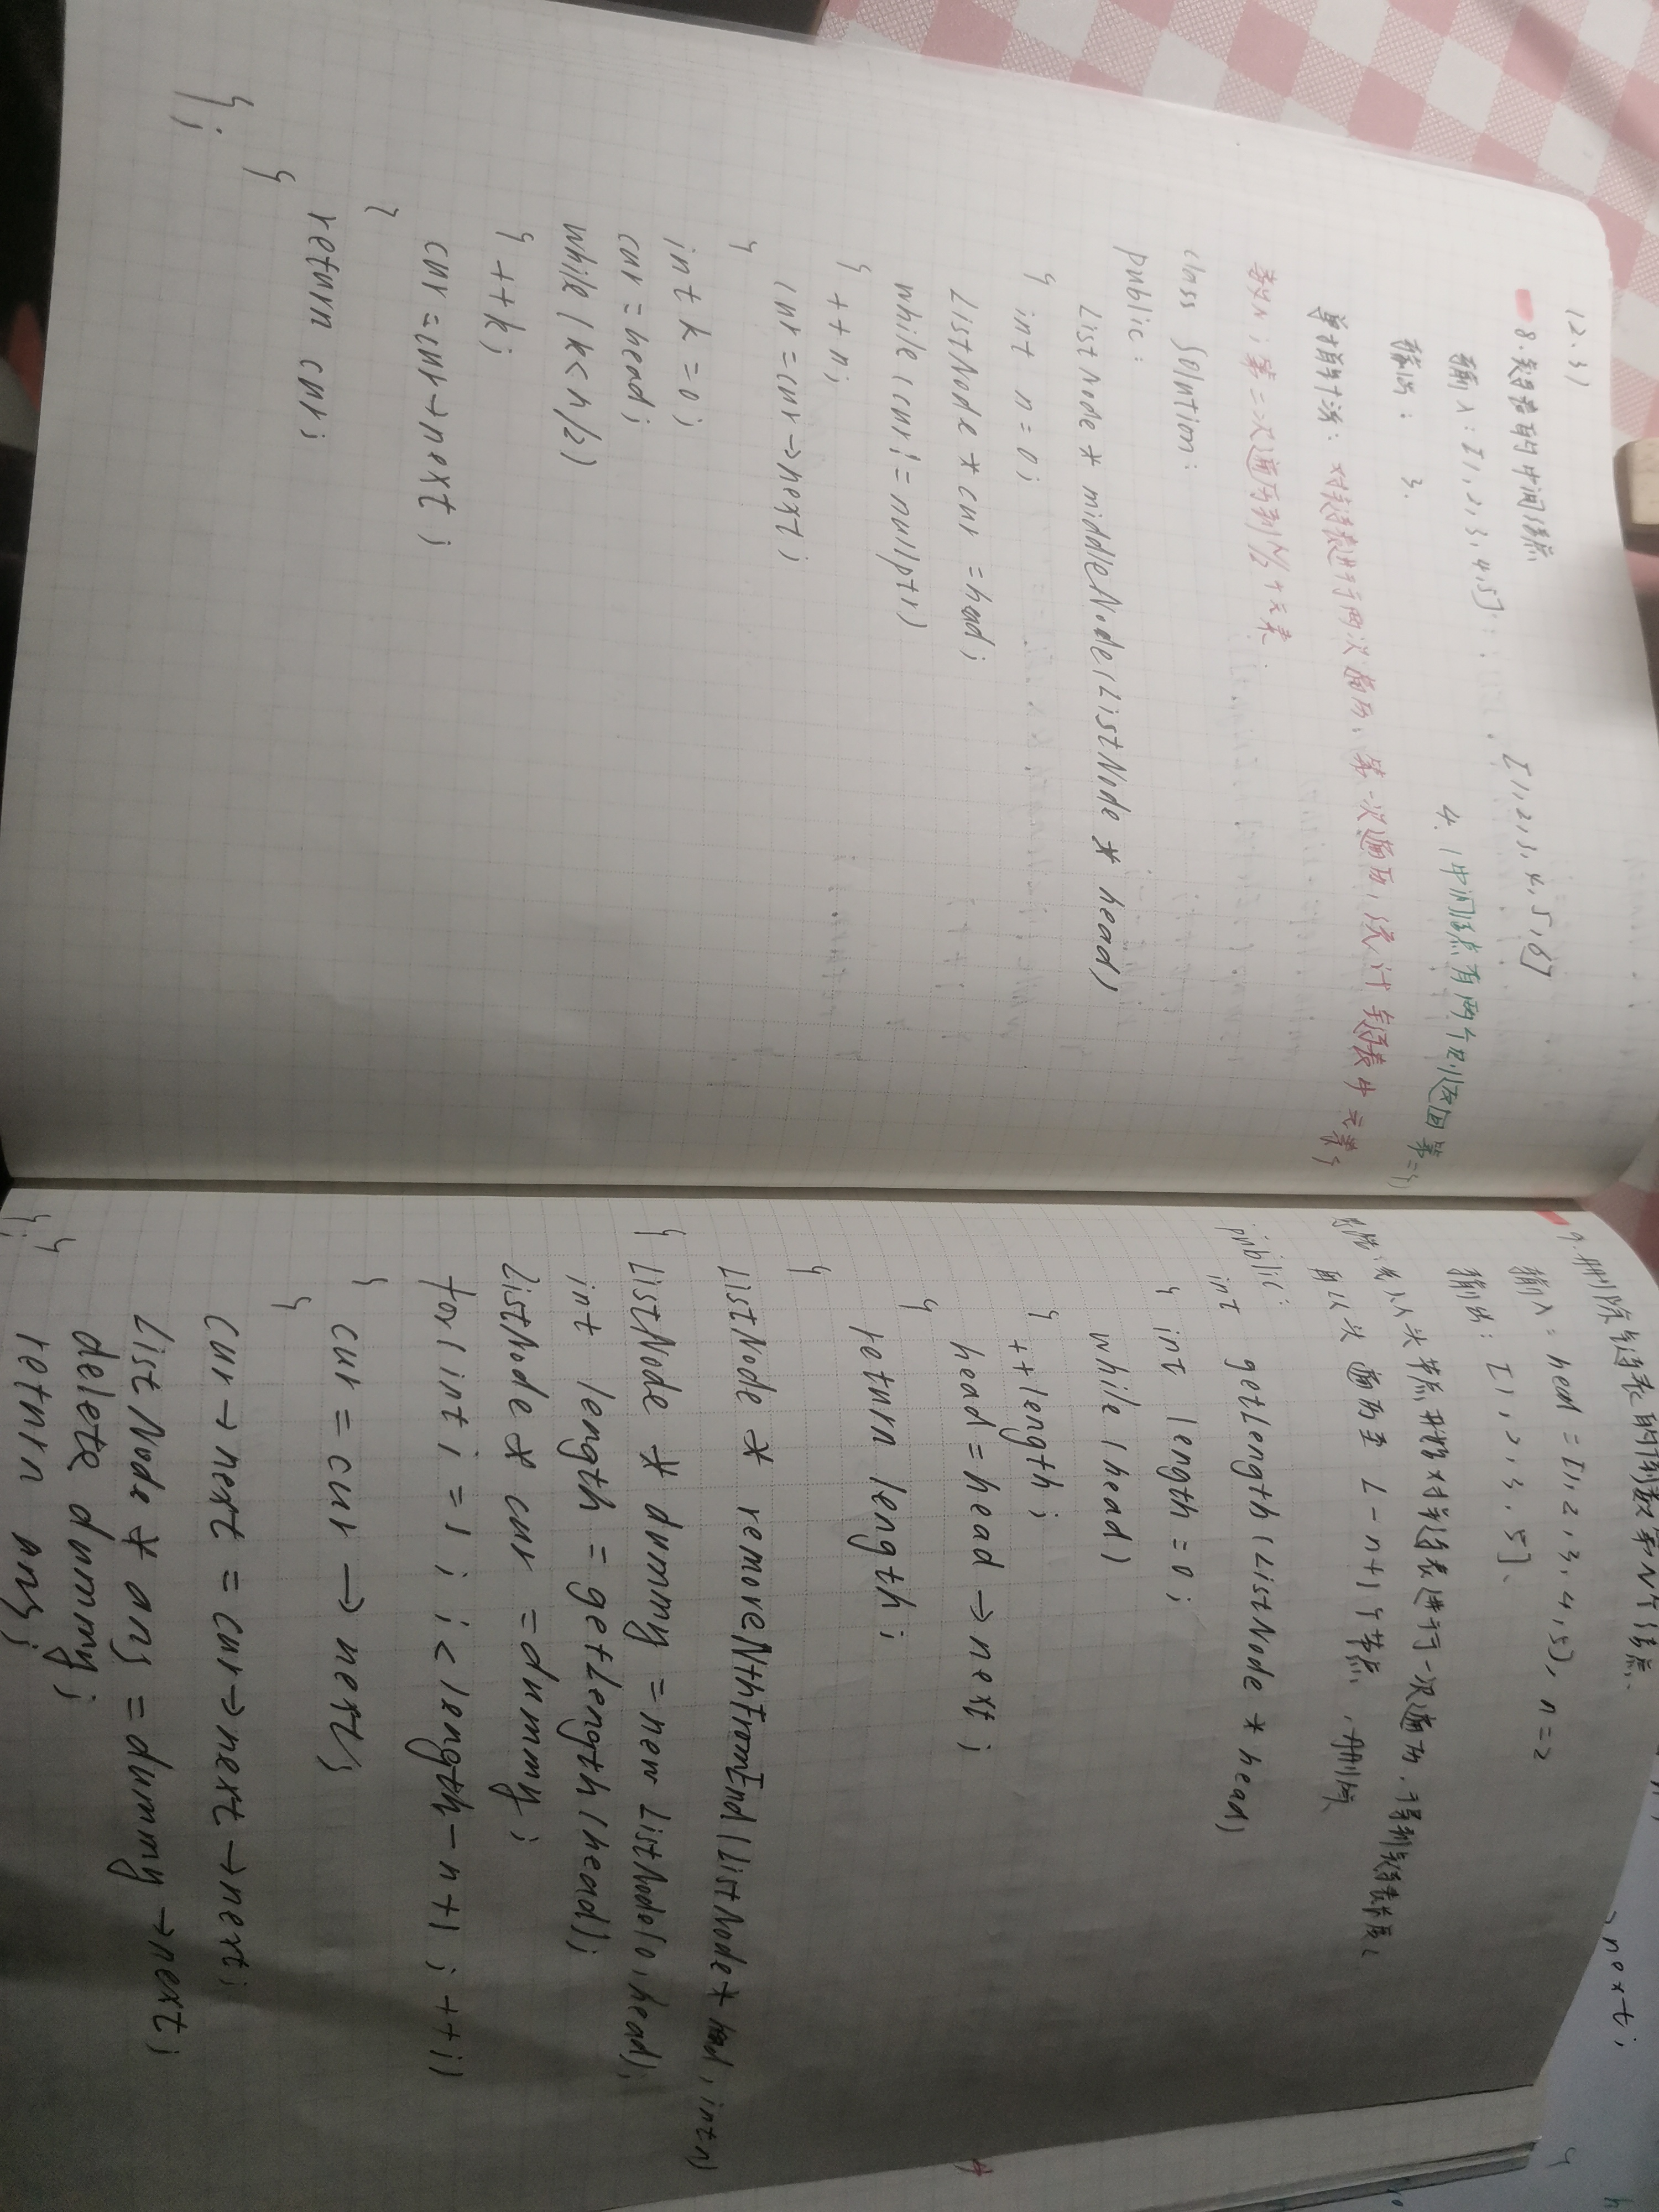 (2.3)
8.链表的中间结点
输入:[1,2,3,4,5] [1,2,3,4,5,6]
输出: 3. 4. (中间结点有两个则返回第二个)
单指针法:对链表进行两次遍历,第一次遍历,统计链表中元素个
数N;第二次遍历到N/2个元素.
class Solution:
public:
ListNode * middleNode(ListNode * head)
{ int n = 0;
ListNode * cur = head;
while (cur != nullptr)
{ ++n;
cur = cur->next;
}
int k = 0;
cur = head;
while (k < n/2)
{ ++k;
cur = cur->next;
}
return cur;
}
};
9.删除链表的倒数第N个结点.
输入:head = [1,2,3,4,5], n=2
输出:[1,2,3,5].
首先从头节点开始对链表进行一次遍历,得到链表长度L
再从头遍历至 L-n+1个节点,删除
public:
int getLength(ListNode * head)
{ int length = 0;
while (head)
{ ++length;
head = head->next;
}
return length;
}
ListNode * removeNthFromEnd(ListNode* head, int n)
{ ListNode * dummy = new ListNode(0, head);
int length = getLength(head);
ListNode * cur = dummy;
for (int i = 1; i < length-n+1; ++i)
{
cur = cur->next;
}
cur->next = cur->next->next;
ListNode * ans = dummy->next;
delete dummy;
return ans;
}
};
next;